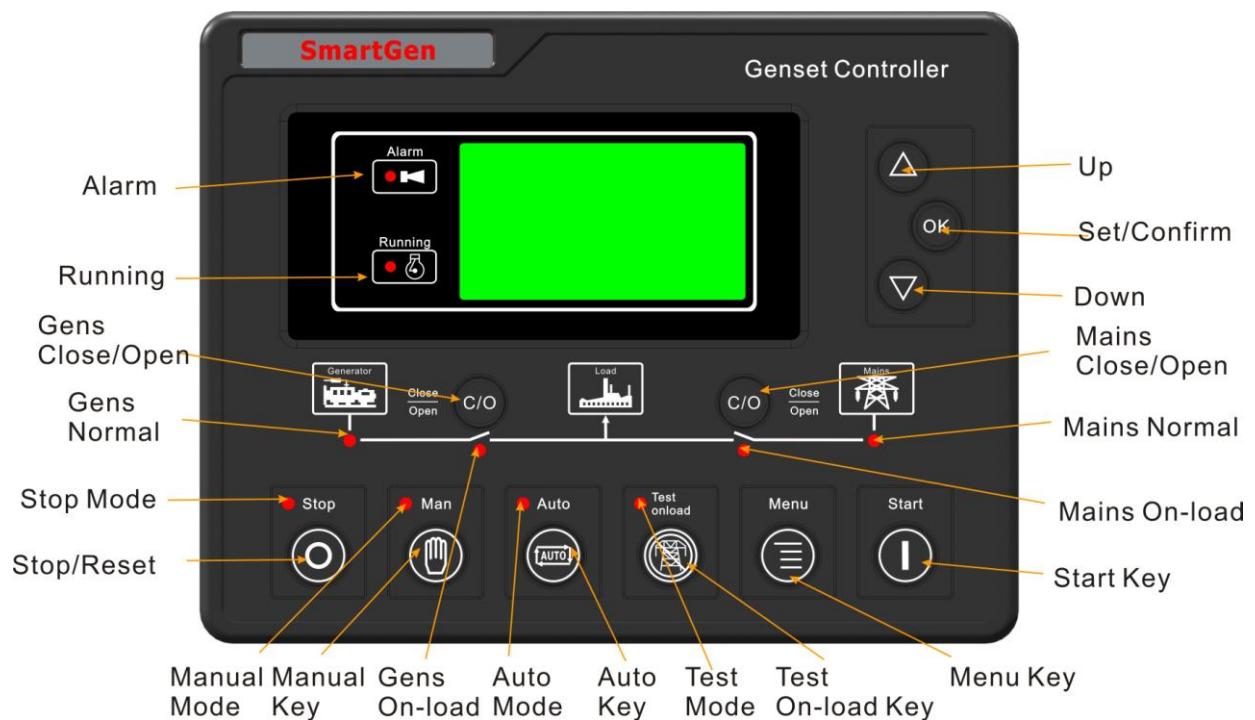 SmartGen
Genset Controller
Alarm
Alarm
Up
OK
Set/Confirm
Running
Running
Down
Gens
Close/Open
Mains
Close/Open
Generator
Close
Open
C/O
Load
C/O
Close
Open
Mains
Gens
Normal
Mains Normal
Stop Mode
Stop
Man
Auto
Test
onload
Menu
Start
Mains On-load
Stop/Reset
AUTO
Start Key
Manual
Mode
Manual
Key
Gens
On-load
Auto
Mode
Auto
Key
Test
Mode
Test
On-load Key
Menu Key